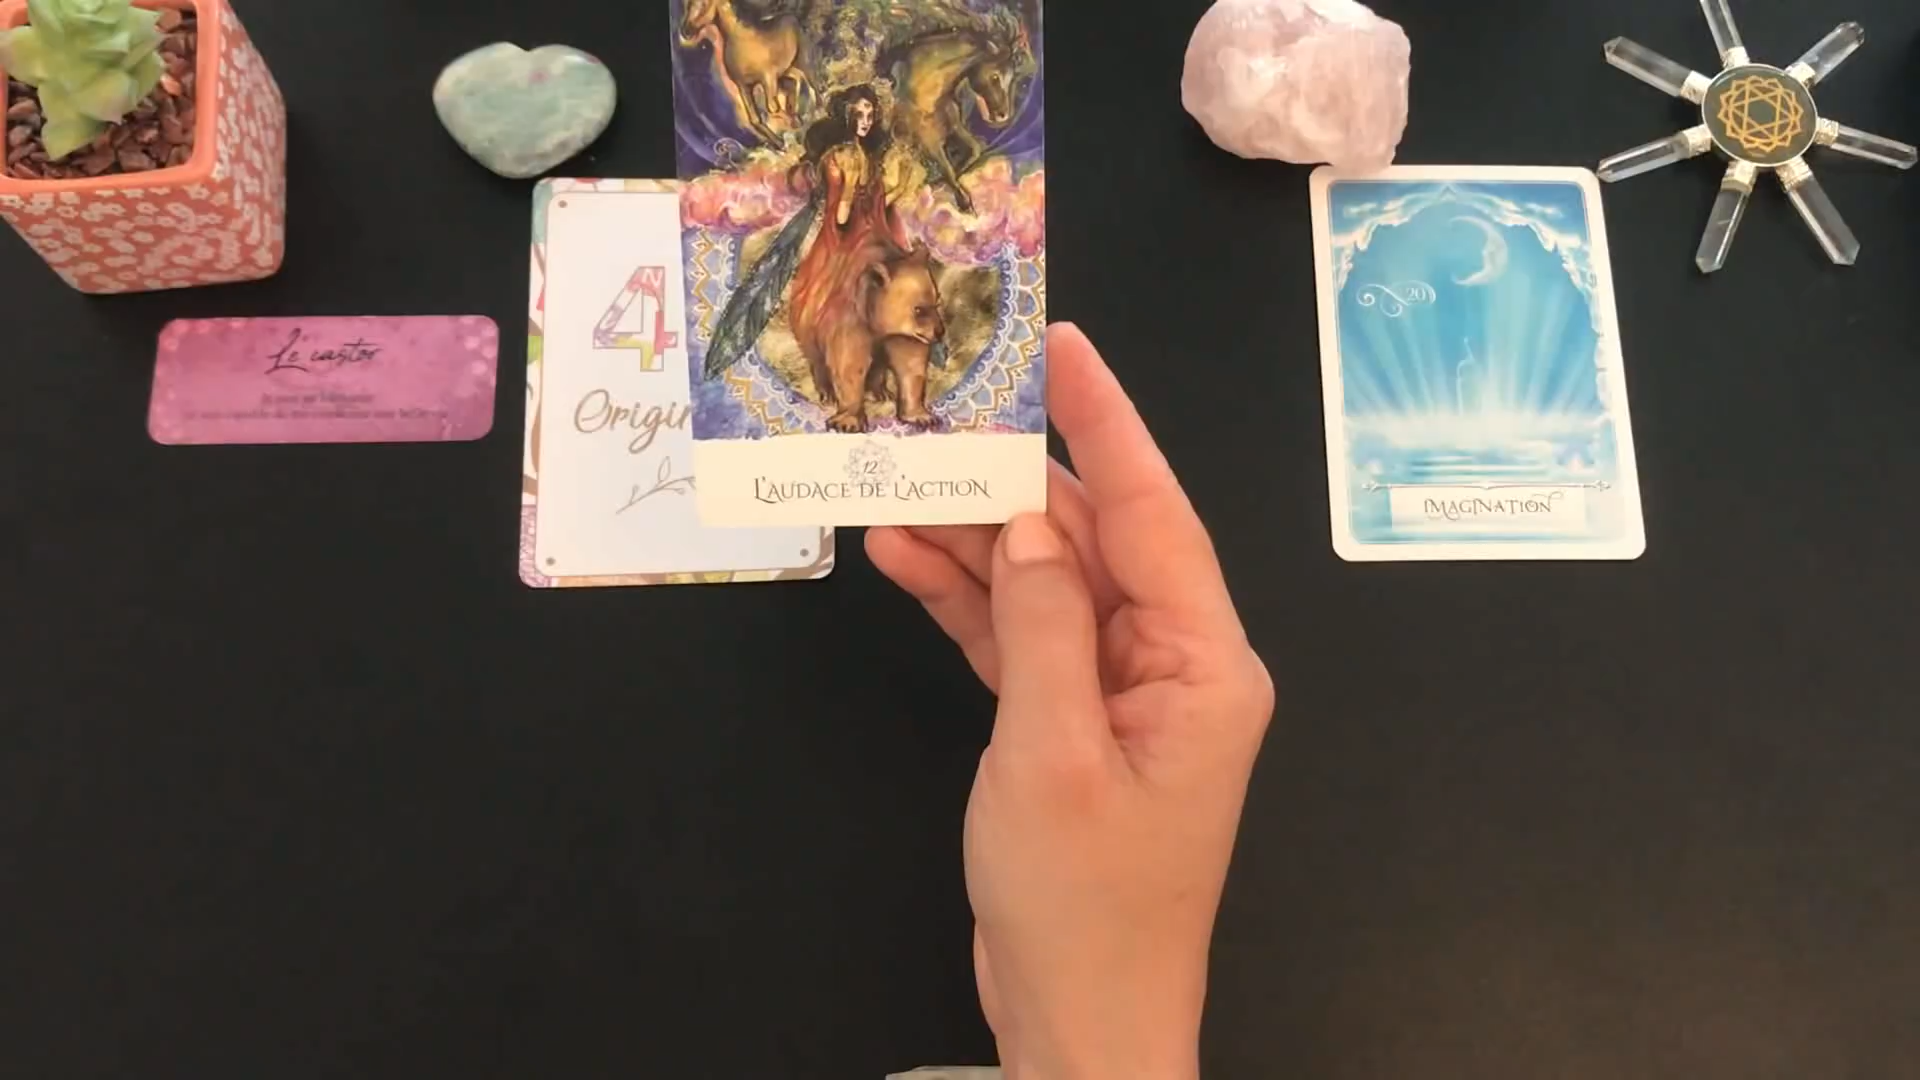 Le castor
4
Origin
12
L'AUDACE DE L'ACTION
20
IMAGINATION